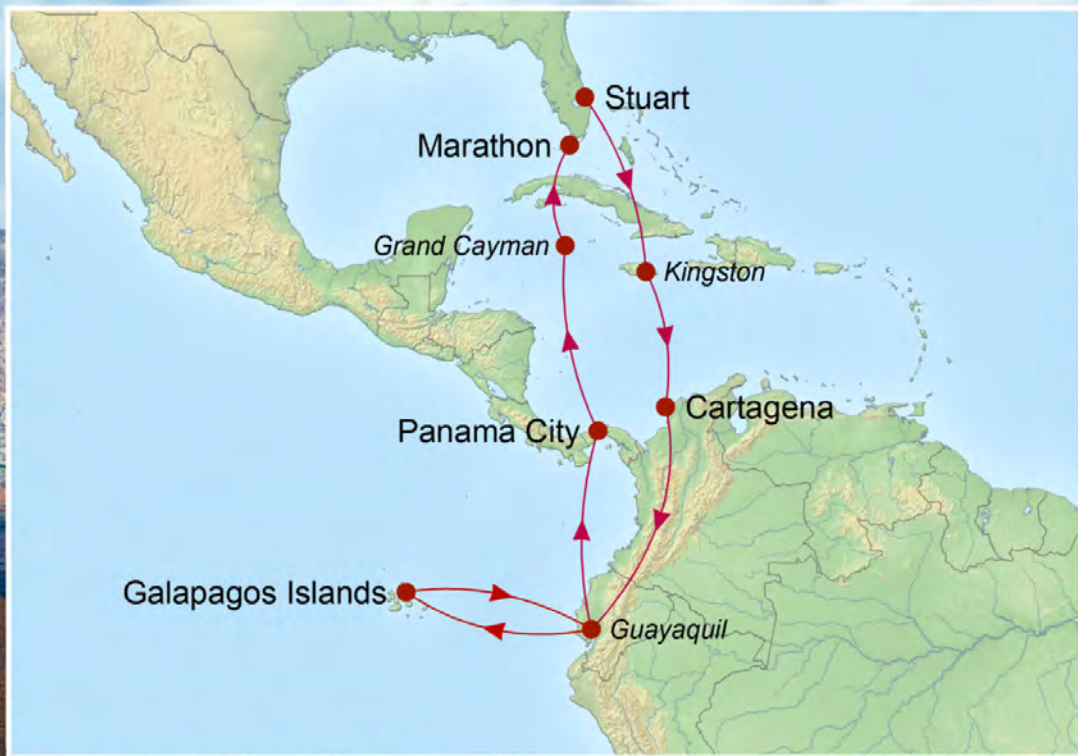 Stuart
Marathon
Grand Cayman
Kingston
Cartagena
Panama City
Galapagos Islands
Guayaquil